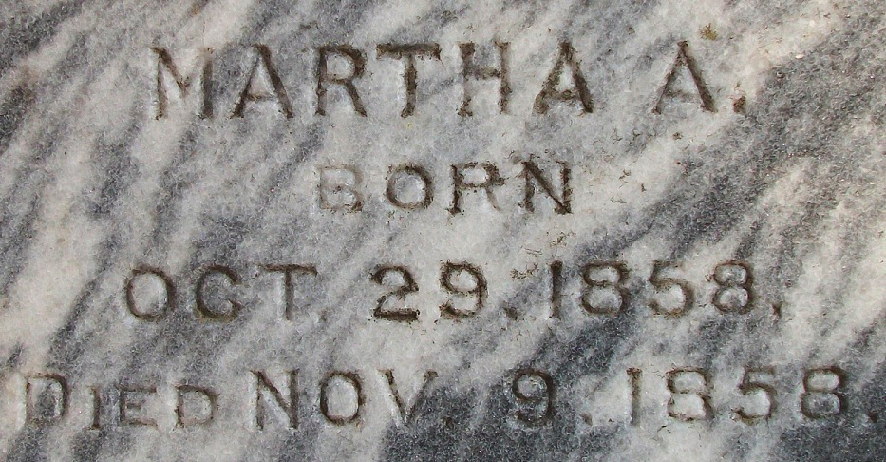 MARTHA A.
BORN
OCT. 29. 1858.
DIED NOV. 9. 1858.